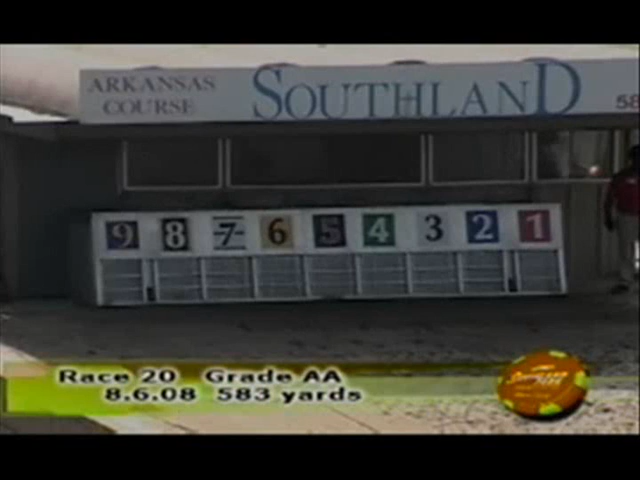 ARKANSAS
COURSE
SOUTHLAND
58
9 8 7 6 5 4 3 2 1
Race 20 Grade AA
8.6.08 583 yards